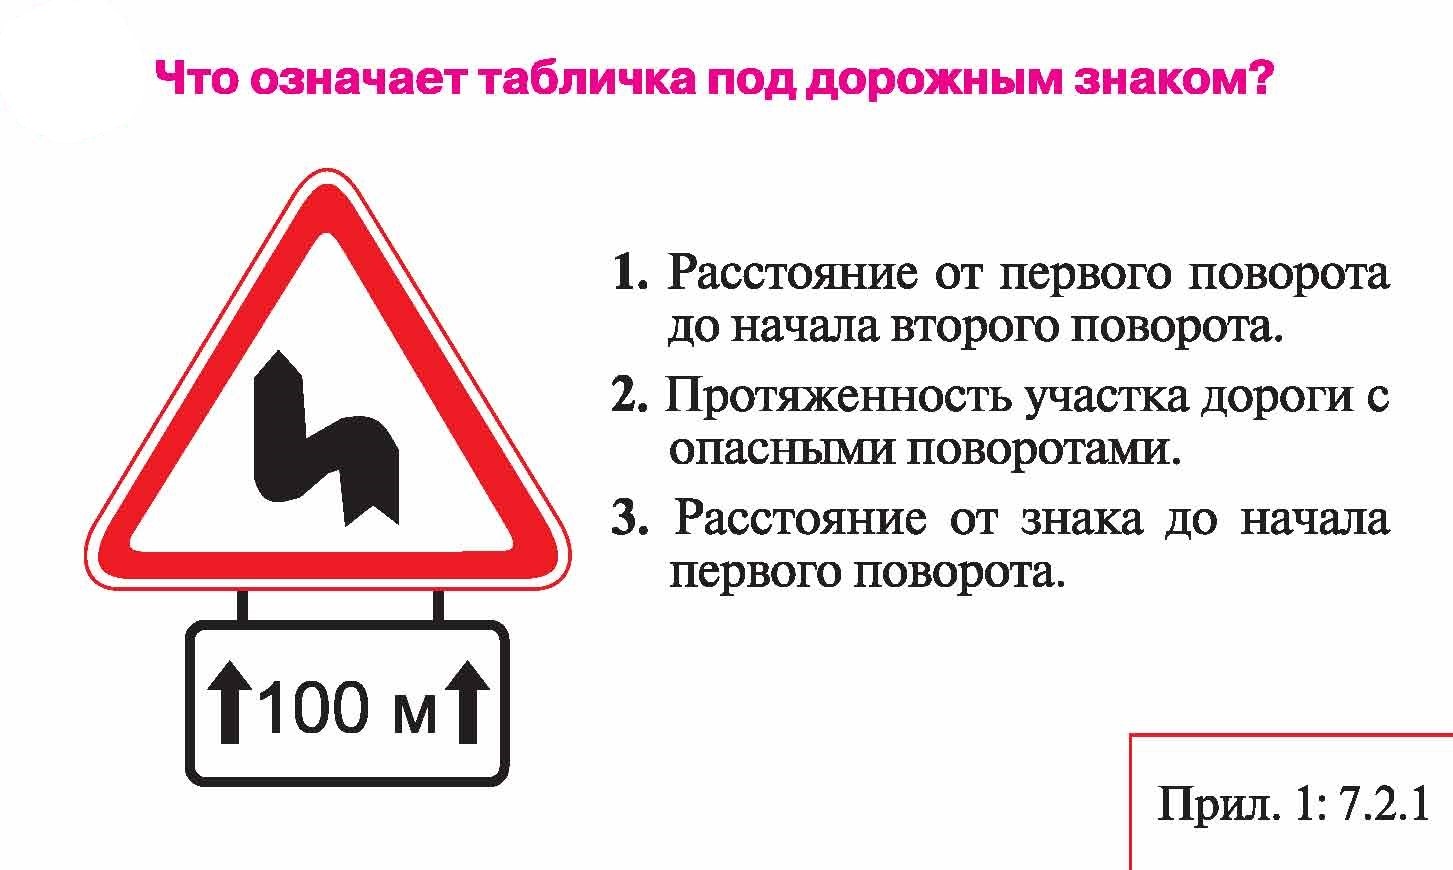 Что означает табличка под дорожным знаком?
1. Расстояние от первого поворота
до начала второго поворота.
2. Протяженность участка дороги с
опасными поворотами.
3. Расстояние от знака до начала
первого поворота.
100 м
Прил. 1: 7.2.1